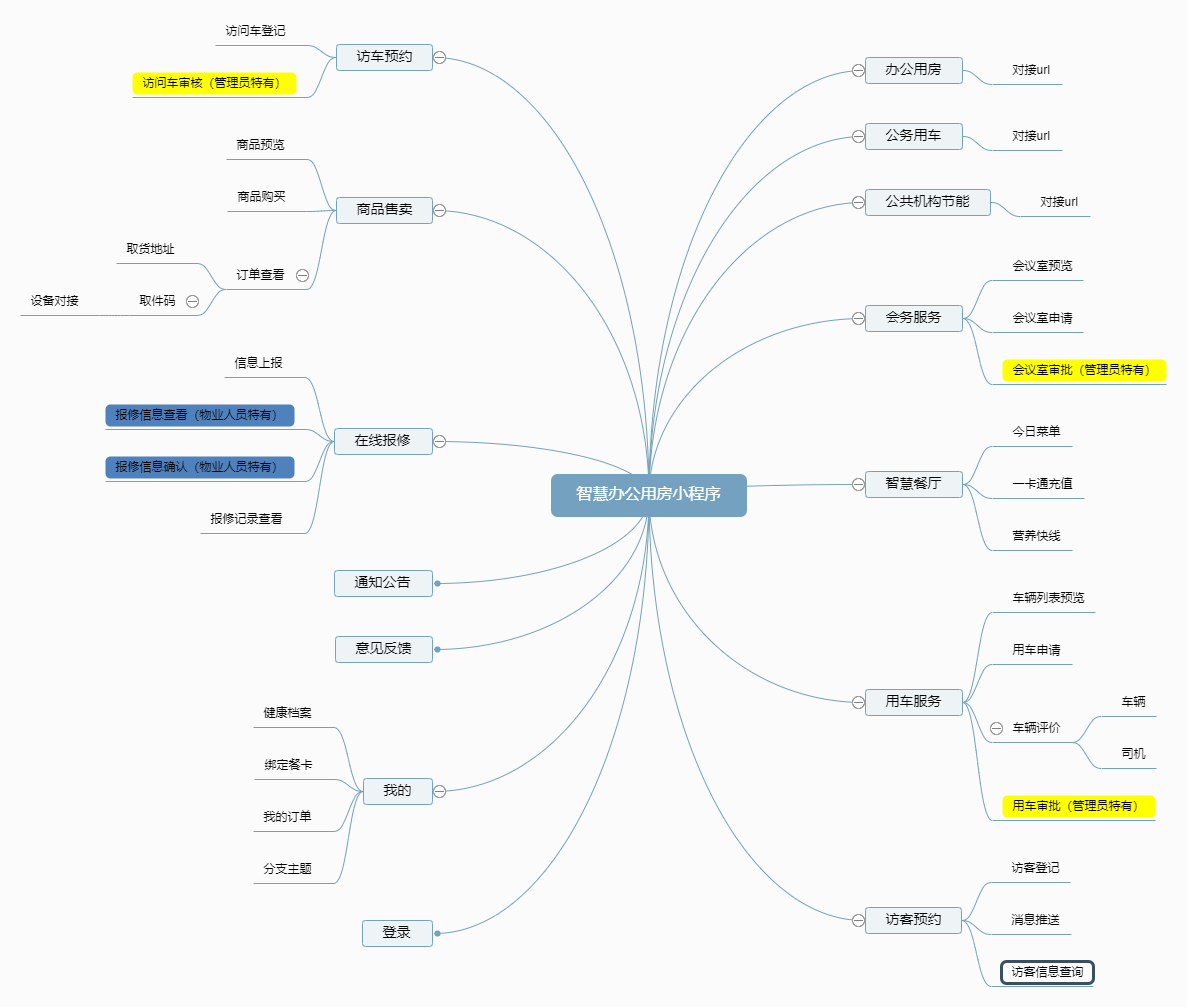 智慧办公用房小程序
办公用房
对接url
公务用车
对接url
公共机构节能
对接url
会务服务
会议室预览
会议室申请
会议室审批（管理员特有）
智慧餐厅
今日菜单
一卡通充值
营养快线
用车服务
车辆列表预览
用车申请
车辆评价
车辆
司机
用车审批（管理员特有）
访客预约
访客登记
消息推送
访客信息查询
访车预约
访问车登记
访问车审核（管理员特有）
商品售卖
商品预览
商品购买
订单查看
取货地址
取件码
设备对接
在线报修
信息上报
报修信息查看（物业人员特有）
报修信息确认（物业人员特有）
报修记录查看
通知公告
意见反馈
我的
健康档案
绑定餐卡
我的订单
分支主题
登录